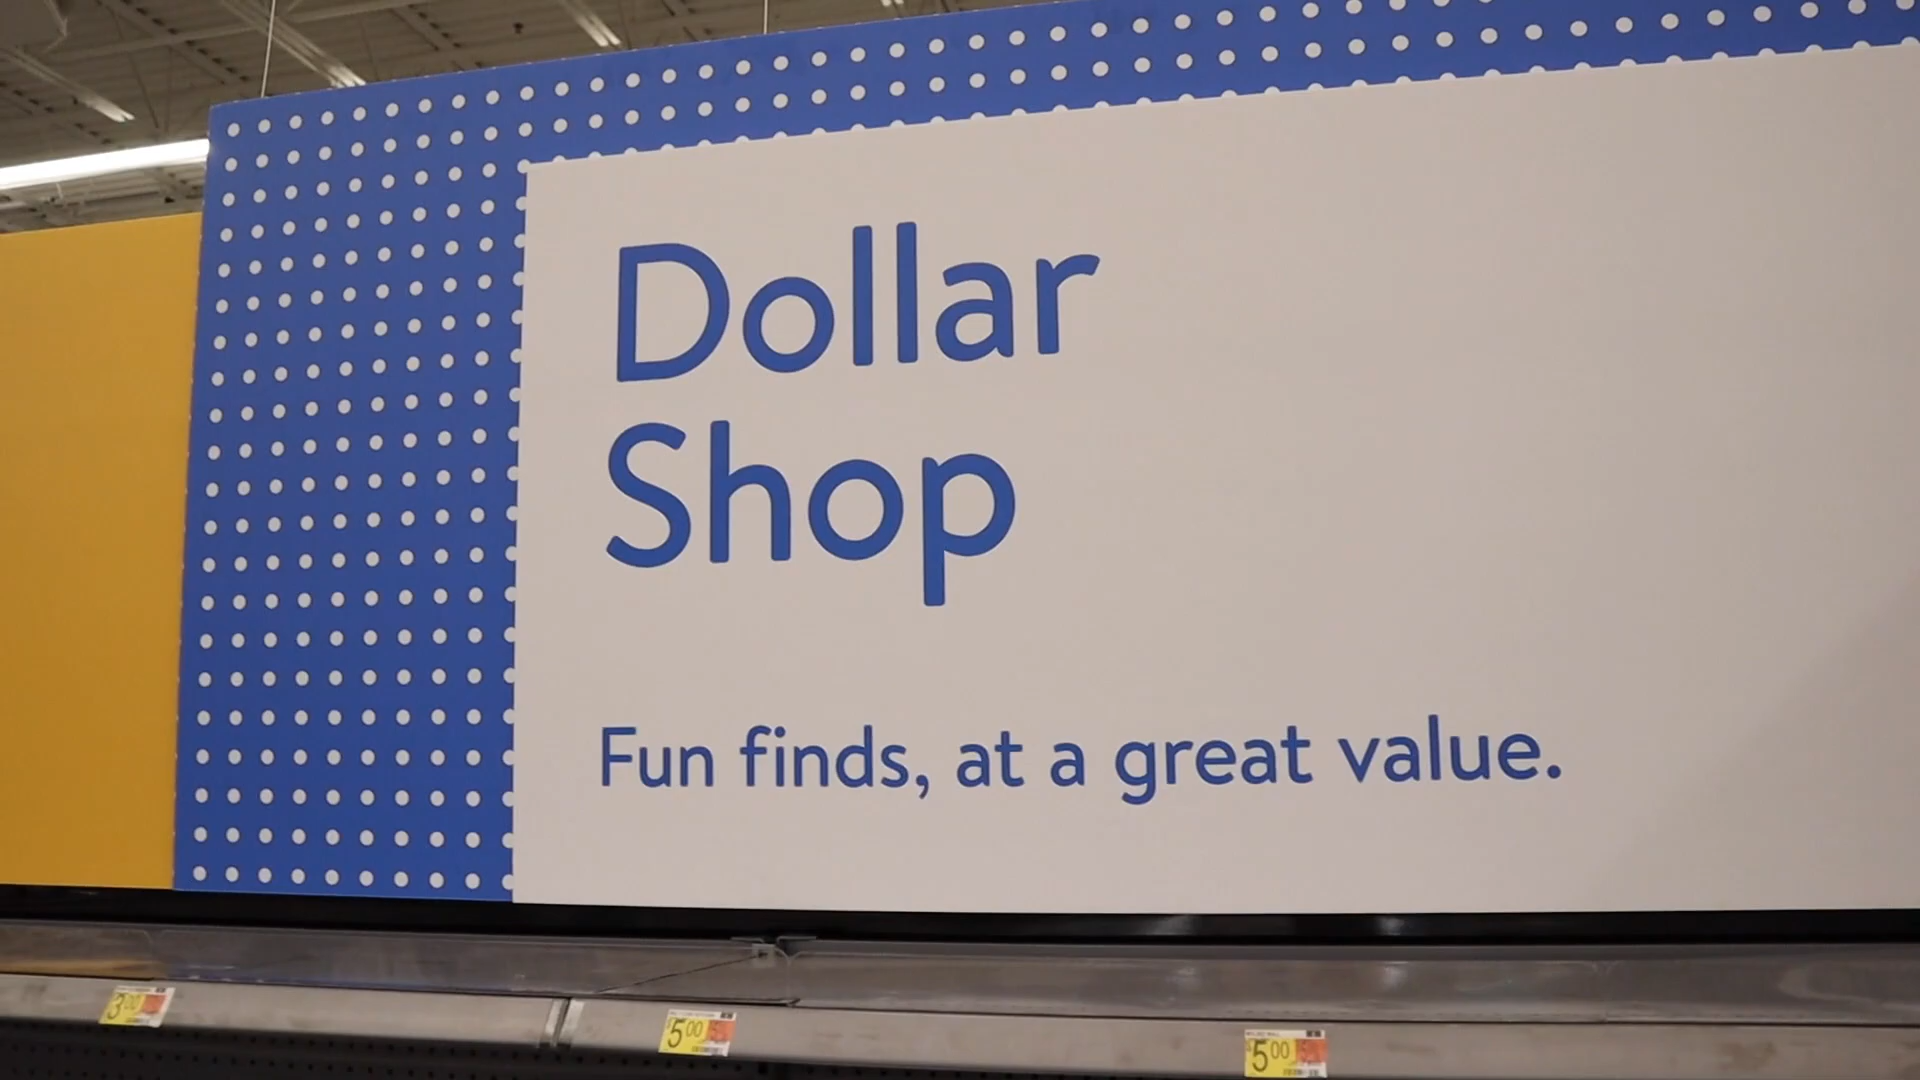 Dollar
Shop
Fun finds, at a great value.
3.00
$5.00
$5.00